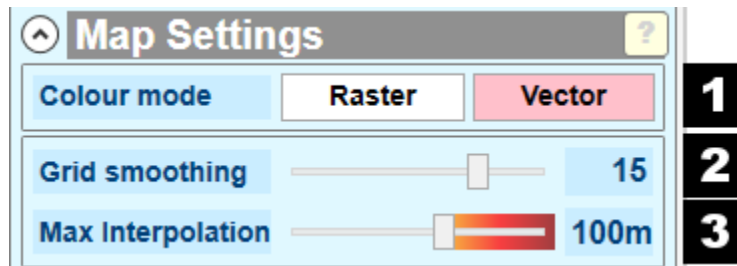 Map Settings ?
Colour mode Raster Vector 1
Grid smoothing 15 2
Max Interpolation 100m 3